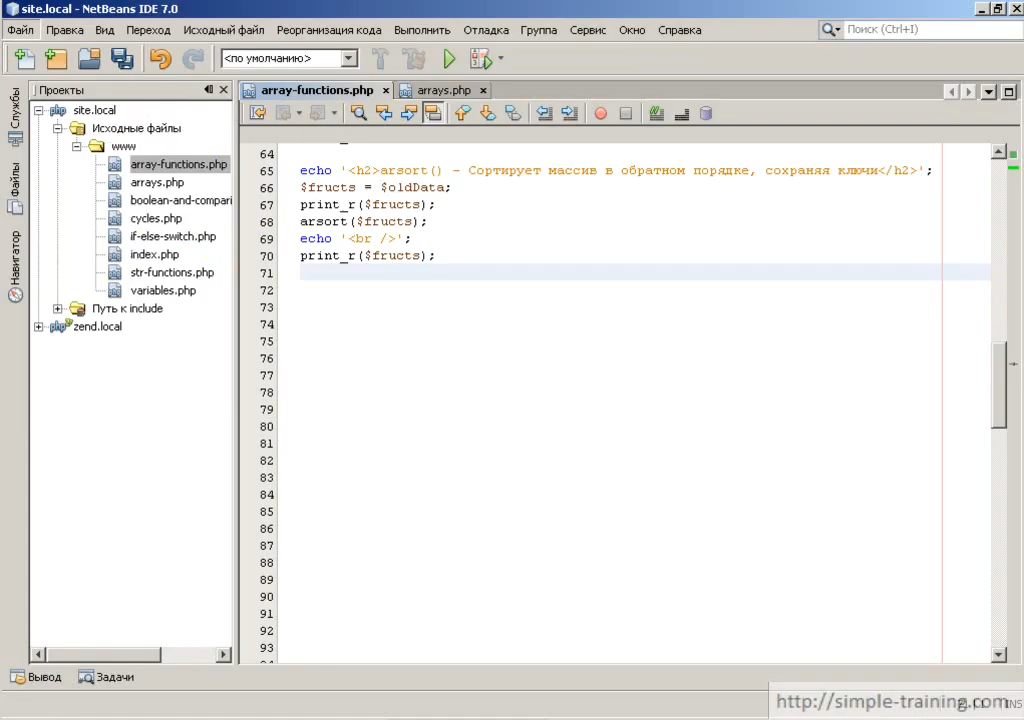 site.local - NetBeans IDE 7.0
Файл Правка Вид Переход Исходный файл Реорганизация кода Выполнить Отладка Группа Сервис Окно Справка
Поиск (Ctrl+I)
<по умолчанию>
Службы
Файлы
Навигатор
Проекты
site.local
Исходные файлы
www
array-functions.php
arrays.php
boolean-and-compari
cycles.php
if-else-switch.php
index.php
str-functions.php
variables.php
Путь к include
zend.local
array-functions.php arrays.php
64
65 echo '<h2>arsort() - Сортирует массив в обратном порядке, сохраняя ключи</h2>';
66 $fructs = $oldData;
67 print_r($fructs);
68 arsort($fructs);
69 echo '<br />';
70 print_r($fructs);
71
72
73
74
75
76
77
78
79
80
81
82
83
84
85
86
87
88
89
90
91
92
93
Вывод Задачи
http://simple-training.com
INS